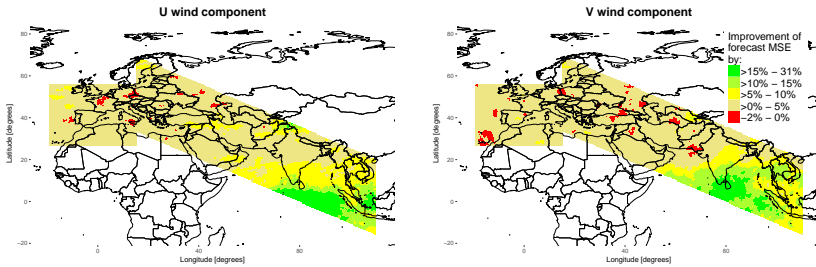 U wind component
80
60
40
20
0
−20
Latitude [degrees]
0
40
80
Longitude [degrees]
V wind component
80
60
40
20
0
−20
Latitude [degrees]
0
40
80
Longitude [degrees]
Improvement of
forecast MSE
by:
>15% − 31%
>10% − 15%
>5% − 10%
>0% − 5%
−2% − 0%